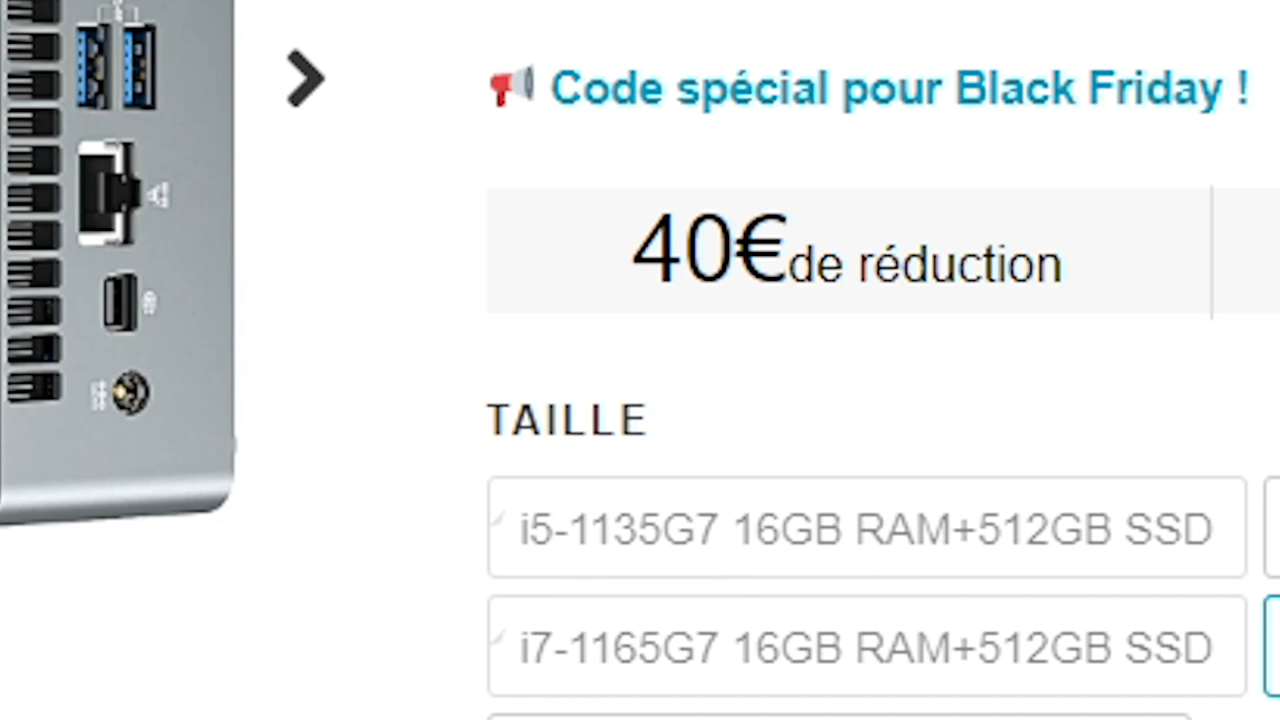 Code spécial pour Black Friday !
40€de réduction
TAILLE
i5-1135G7 16GB RAM+512GB SSD
i7-1165G7 16GB RAM+512GB SSD